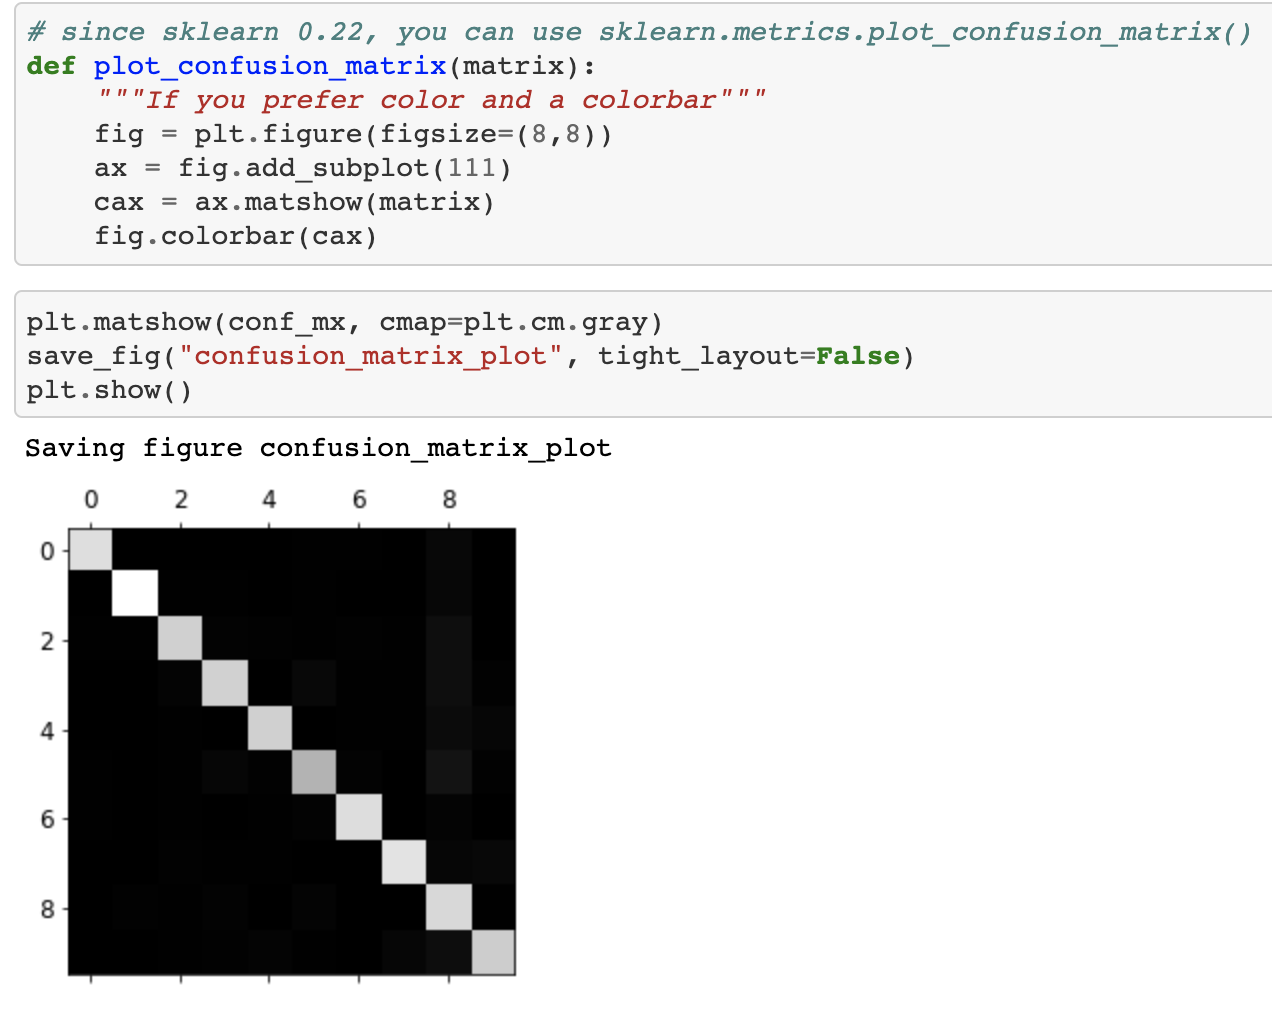 # since sklearn 0.22, you can use sklearn.metrics.plot_confusion_matrix()
def plot_confusion_matrix(matrix):
    """If you prefer color and a colorbar"""
    fig = plt.figure(figsize=(8,8))
    ax = fig.add_subplot(111)
    cax = ax.matshow(matrix)
    fig.colorbar(cax)
plt.matshow(conf_mx, cmap=plt.cm.gray)
save_fig("confusion_matrix_plot", tight_layout=False)
plt.show()
Saving figure confusion_matrix_plot
0 2 4 6 8
0
2
4
6
8